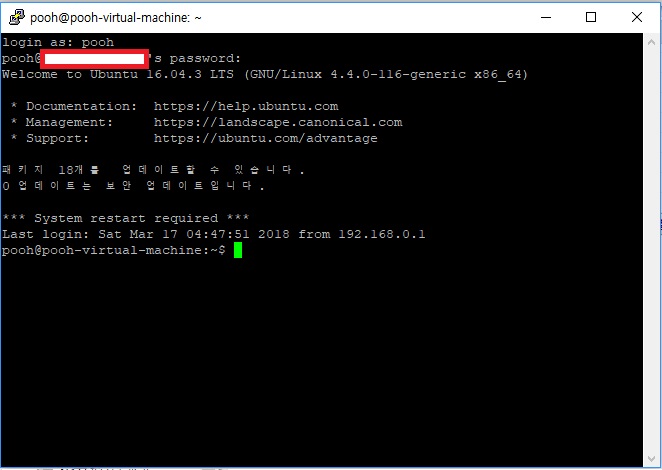 pooh@pooh-virtual-machine: ~
login as: pooh
pooh@ 's password:
Welcome to Ubuntu 16.04.3 LTS (GNU/Linux 4.4.0-116-generic x86_64)
* Documentation:  https://help.ubuntu.com
* Management:     https://landscape.canonical.com
* Support:        https://ubuntu.com/advantage
패키지 18개를 업데이트할 수 있습니다.
0 업데이트는 보안 업데이트입니다.
*** System restart required ***
Last login: Sat Mar 17 04:47:51 2018 from 192.168.0.1
pooh@pooh-virtual-machine:~$